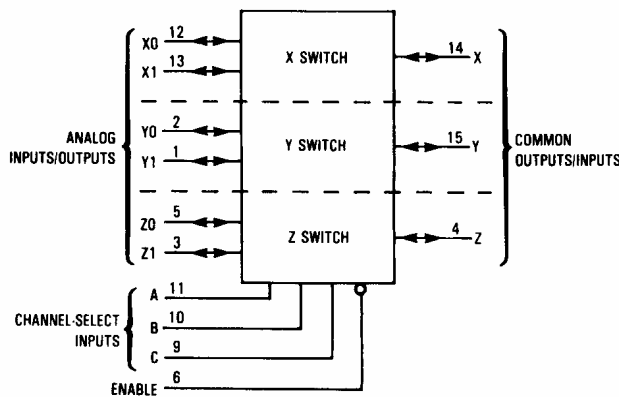 X0 12
X1 13
X SWITCH
14 X
Y0 2
Y1 1
Y SWITCH
15 Y
ANALOG
INPUTS/OUTPUTS
COMMON
OUTPUTS/INPUTS
Z0 5
Z1 3
Z SWITCH
4 Z
CHANNEL-SELECT
INPUTS
A 11
B 10
C 9
ENABLE 6